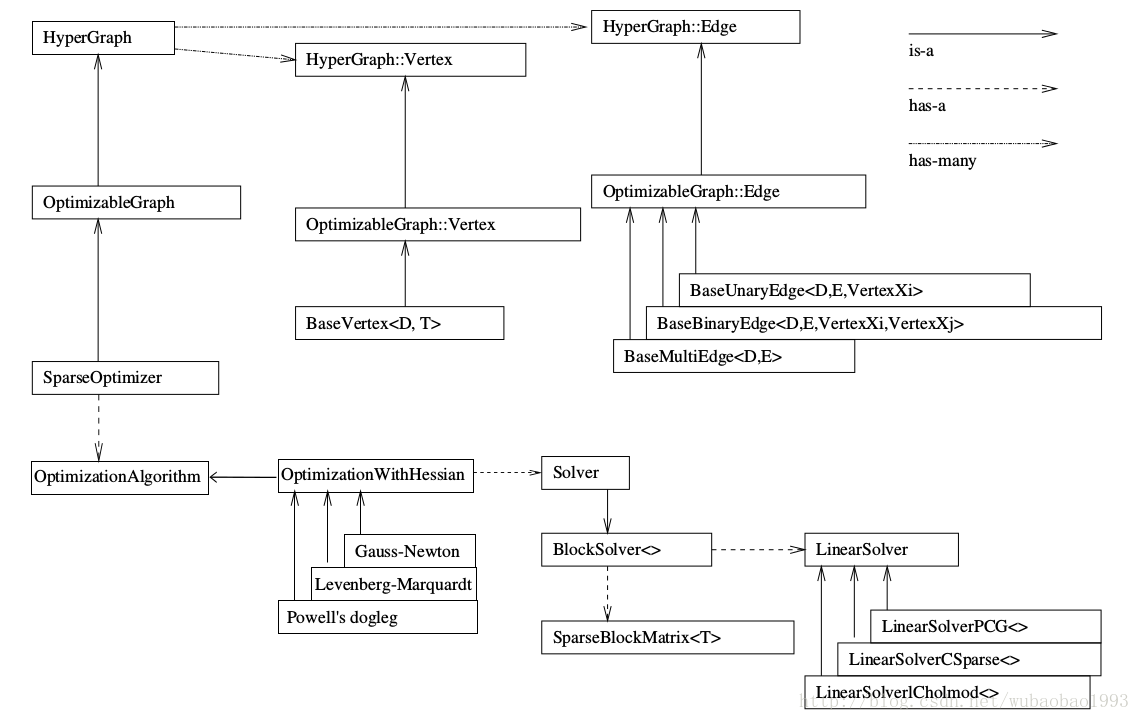 HyperGraph
HyperGraph::Edge
HyperGraph::Vertex
is-a
has-a
has-many
OptimizableGraph
OptimizableGraph::Edge
OptimizableGraph::Vertex
BaseUnaryEdge<D,E,VertexXi>
BaseVertex<D, T>
BaseBinaryEdge<D,E,VertexXi,VertexXj>
BaseMultiEdge<D,E>
SparseOptimizer
OptimizationAlgorithm
OptimizationWithHessian
Solver
Gauss-Newton
BlockSolver<>
LinearSolver
Levenberg-Marquardt
Powell's dogleg
SparseBlockMatrix<T>
LinearSolverPCG<>
LinearSolverCSparse<>
LinearSolverlCholmod<>
http://blog.csdn.net/wubaobao1993